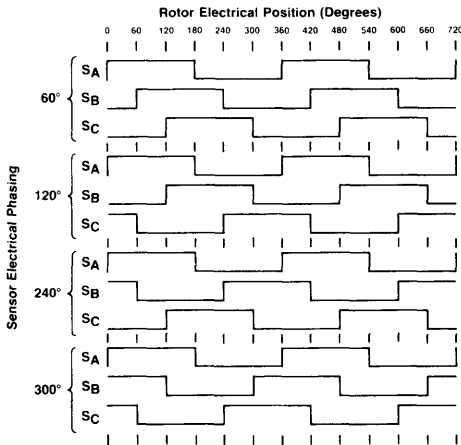 Rotor Electrical Position (Degrees)
0 60 120 180 240 300 360 420 480 540 600 660 720
Sensor Electrical Phasing
60°
SA
SB
SC
120°
SA
SB
SC
240°
SA
SB
SC
300°
SA
SB
SC